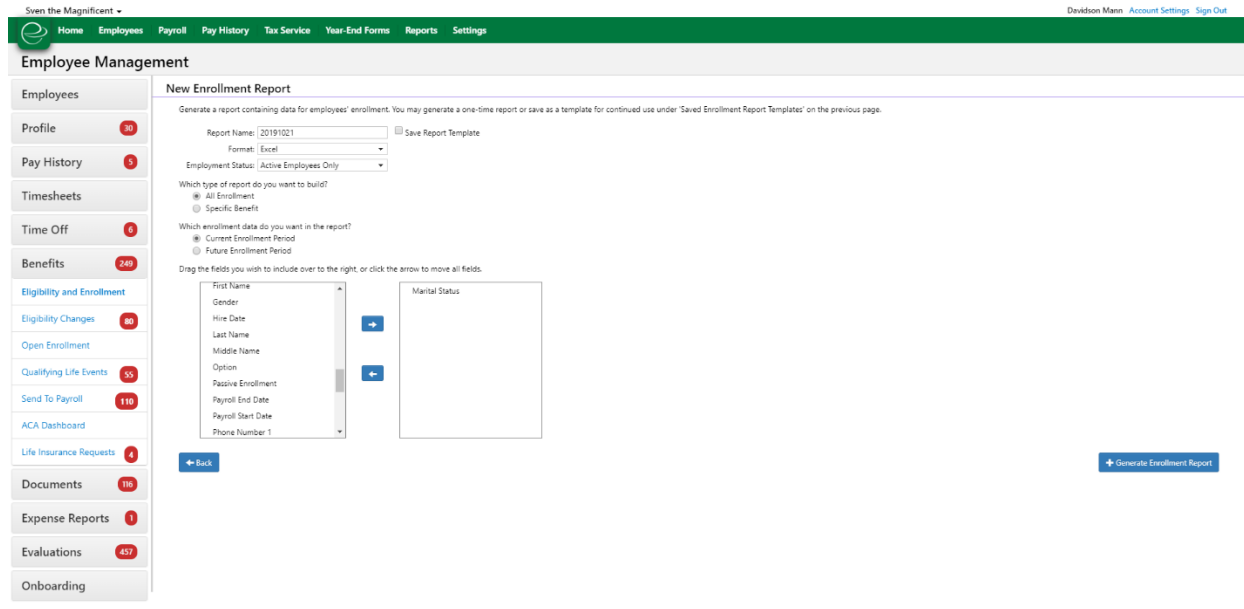 Sven the Magnificent
Davidson Mann Account Settings Sign Out
Home Employees Payroll Pay History Tax Service Year-End Forms Reports Settings
Employee Management
Employees
Profile 30
Pay History 5
Timesheets
Time Off 6
Benefits 249
Eligibility and Enrollment
Eligibility Changes 80
Open Enrollment
Qualifying Life Events 55
Send To Payroll 110
ACA Dashboard
Life Insurance Requests 4
Documents 116
Expense Reports 1
Evaluations 457
Onboarding
New Enrollment Report
Generate a report containing data for employees' enrollment. You may generate a one-time report or save as a template for continued use under 'Saved Enrollment Report Templates' on the previous page.
Report Name: 20191021 Save Report Template
Format: Excel
Employment Status: Active Employees Only
Which type of report do you want to build?
All Enrollment
Specific Benefit
Which enrollment data do you want in the report?
Current Enrollment Period
Future Enrollment Period
Drag the fields you wish to include over to the right, or click the arrow to move all fields.
First Name
Gender
Hire Date
Last Name
Middle Name
Option
Passive Enrollment
Payroll End Date
Payroll Start Date
Phone Number 1
Marital Status
Back
Generate Enrollment Report